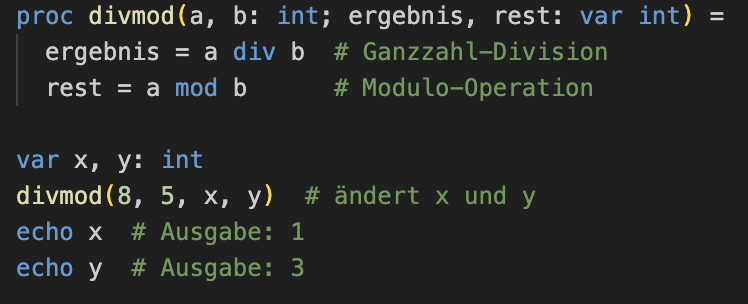 proc divmod(a, b: int; ergebnis, rest: var int) =
  ergebnis = a div b  # Ganzzahl-Division
  rest = a mod b      # Modulo-Operation

var x, y: int
divmod(8, 5, x, y)  # ändert x und y
echo x  # Ausgabe: 1
echo y  # Ausgabe: 3